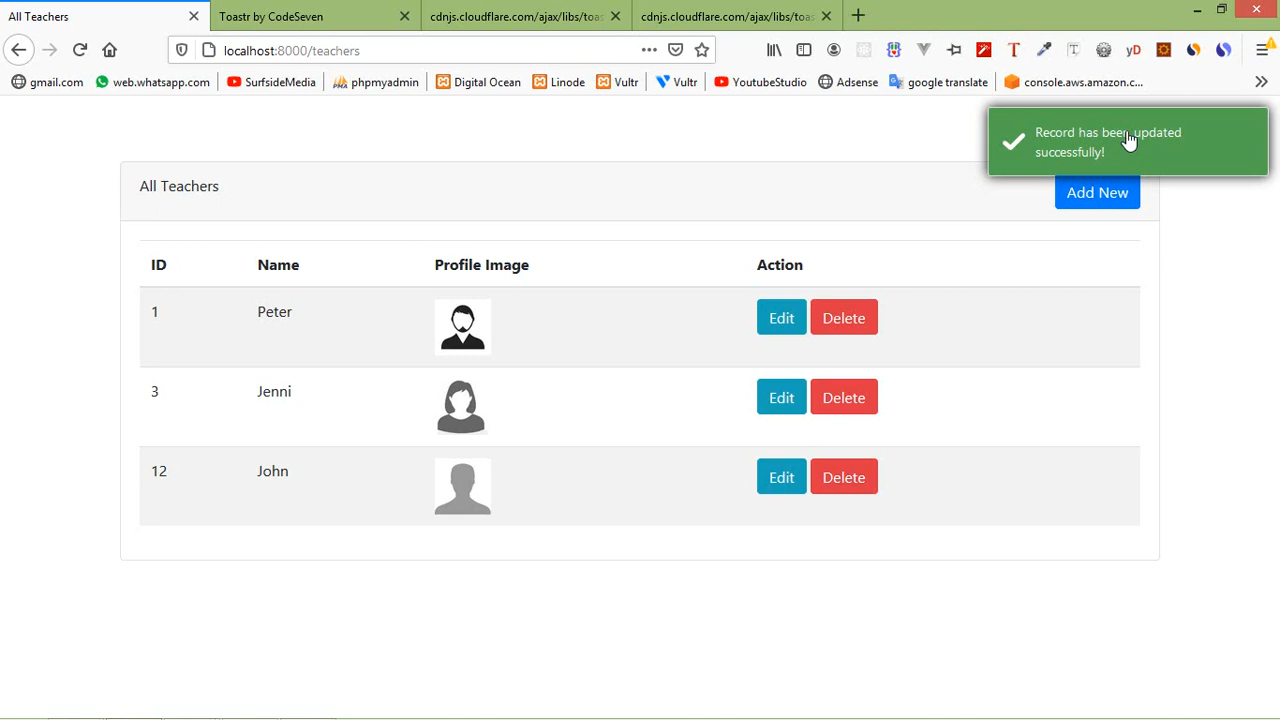 All Teachers
Toastr by CodeSeven
cdnjs.cloudflare.com/ajax/libs/toas
cdnjs.cloudflare.com/ajax/libs/toas
localhost:8000/teachers
gmail.com
web.whatsapp.com
SurfsideMedia
phpmyadmin
Digital Ocean
Linode
Vultr
Vultr
YoutubeStudio
Adsense
google translate
console.aws.amazon.c...
Record has been updated
successfully!
All Teachers
Add New
ID Name Profile Image Action
1 Peter Edit Delete
3 Jenni Edit Delete
12 John Edit Delete